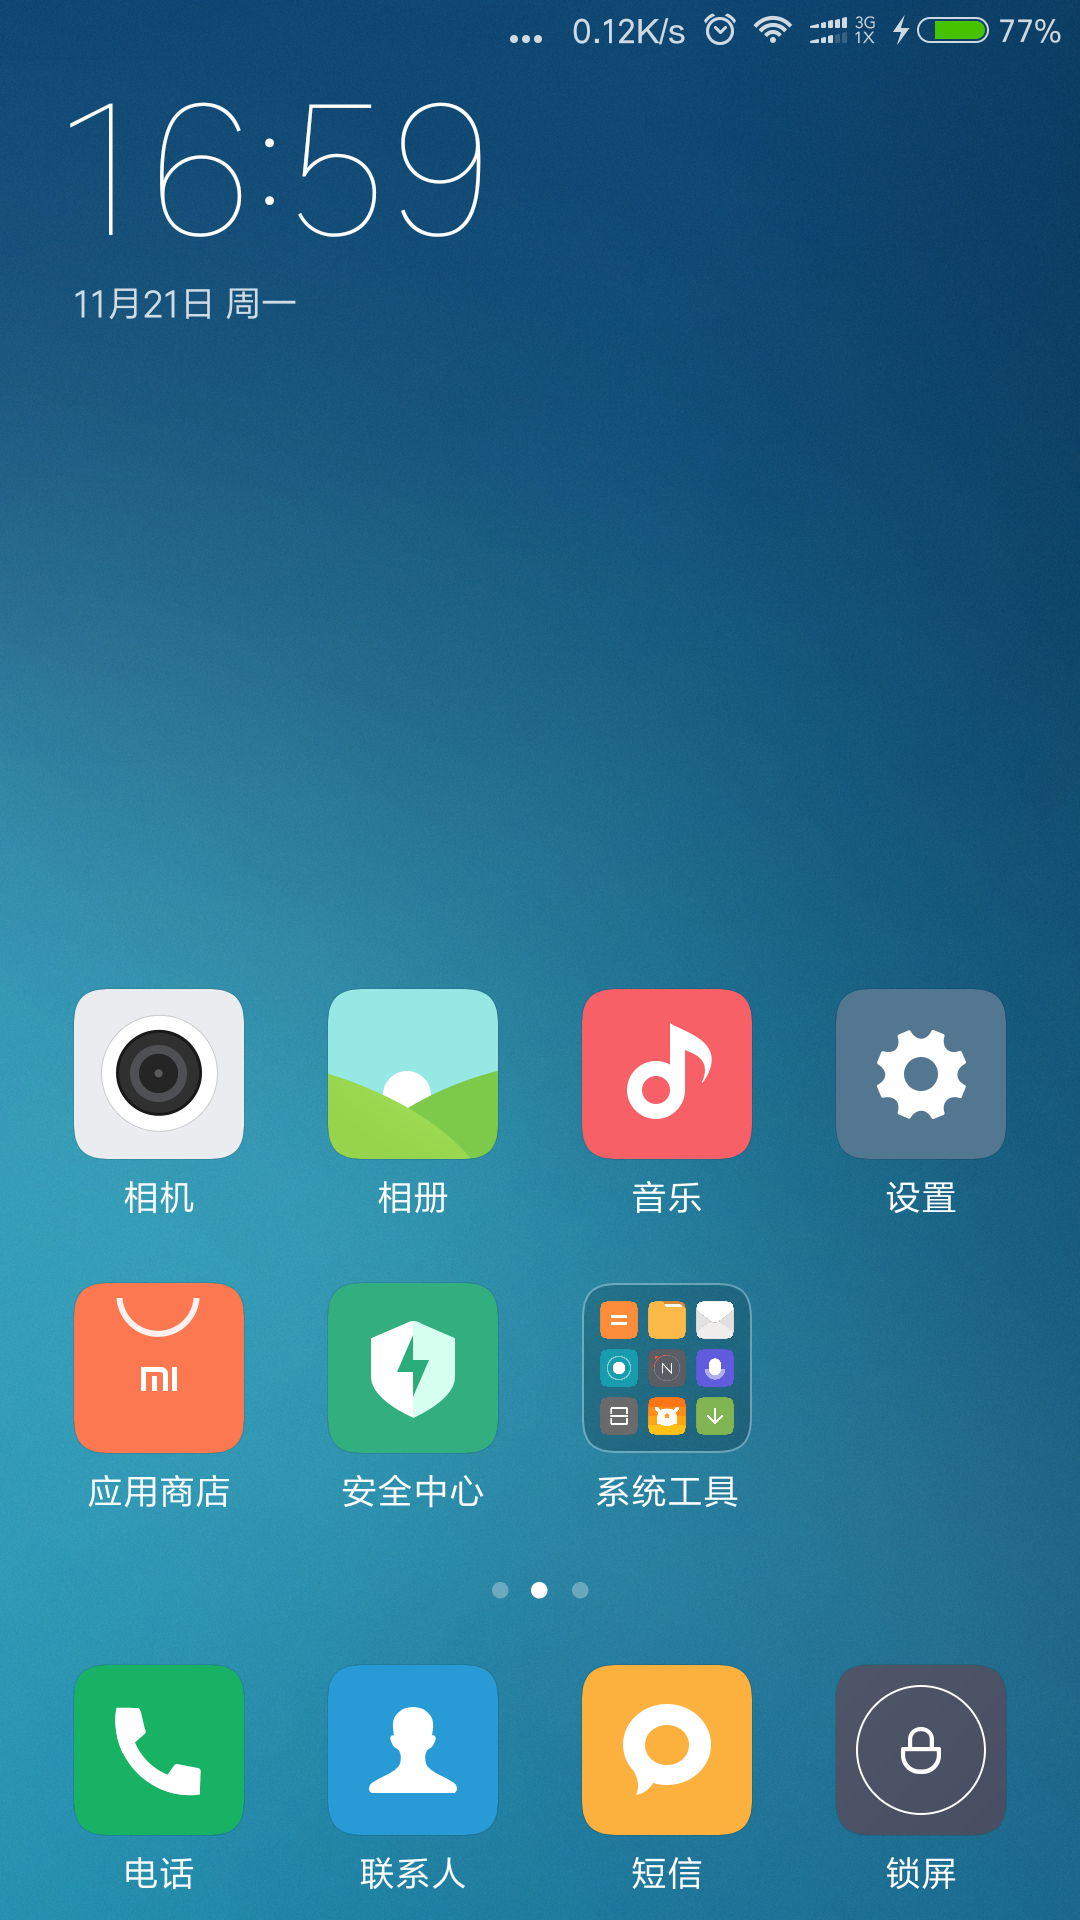 ... 0.12K/s 3G 1X 77%
16:59
11月21日 周一
相机 相册 音乐 设置
mi
N
应用商店 安全中心 系统工具
电话 联系人 短信 锁屏